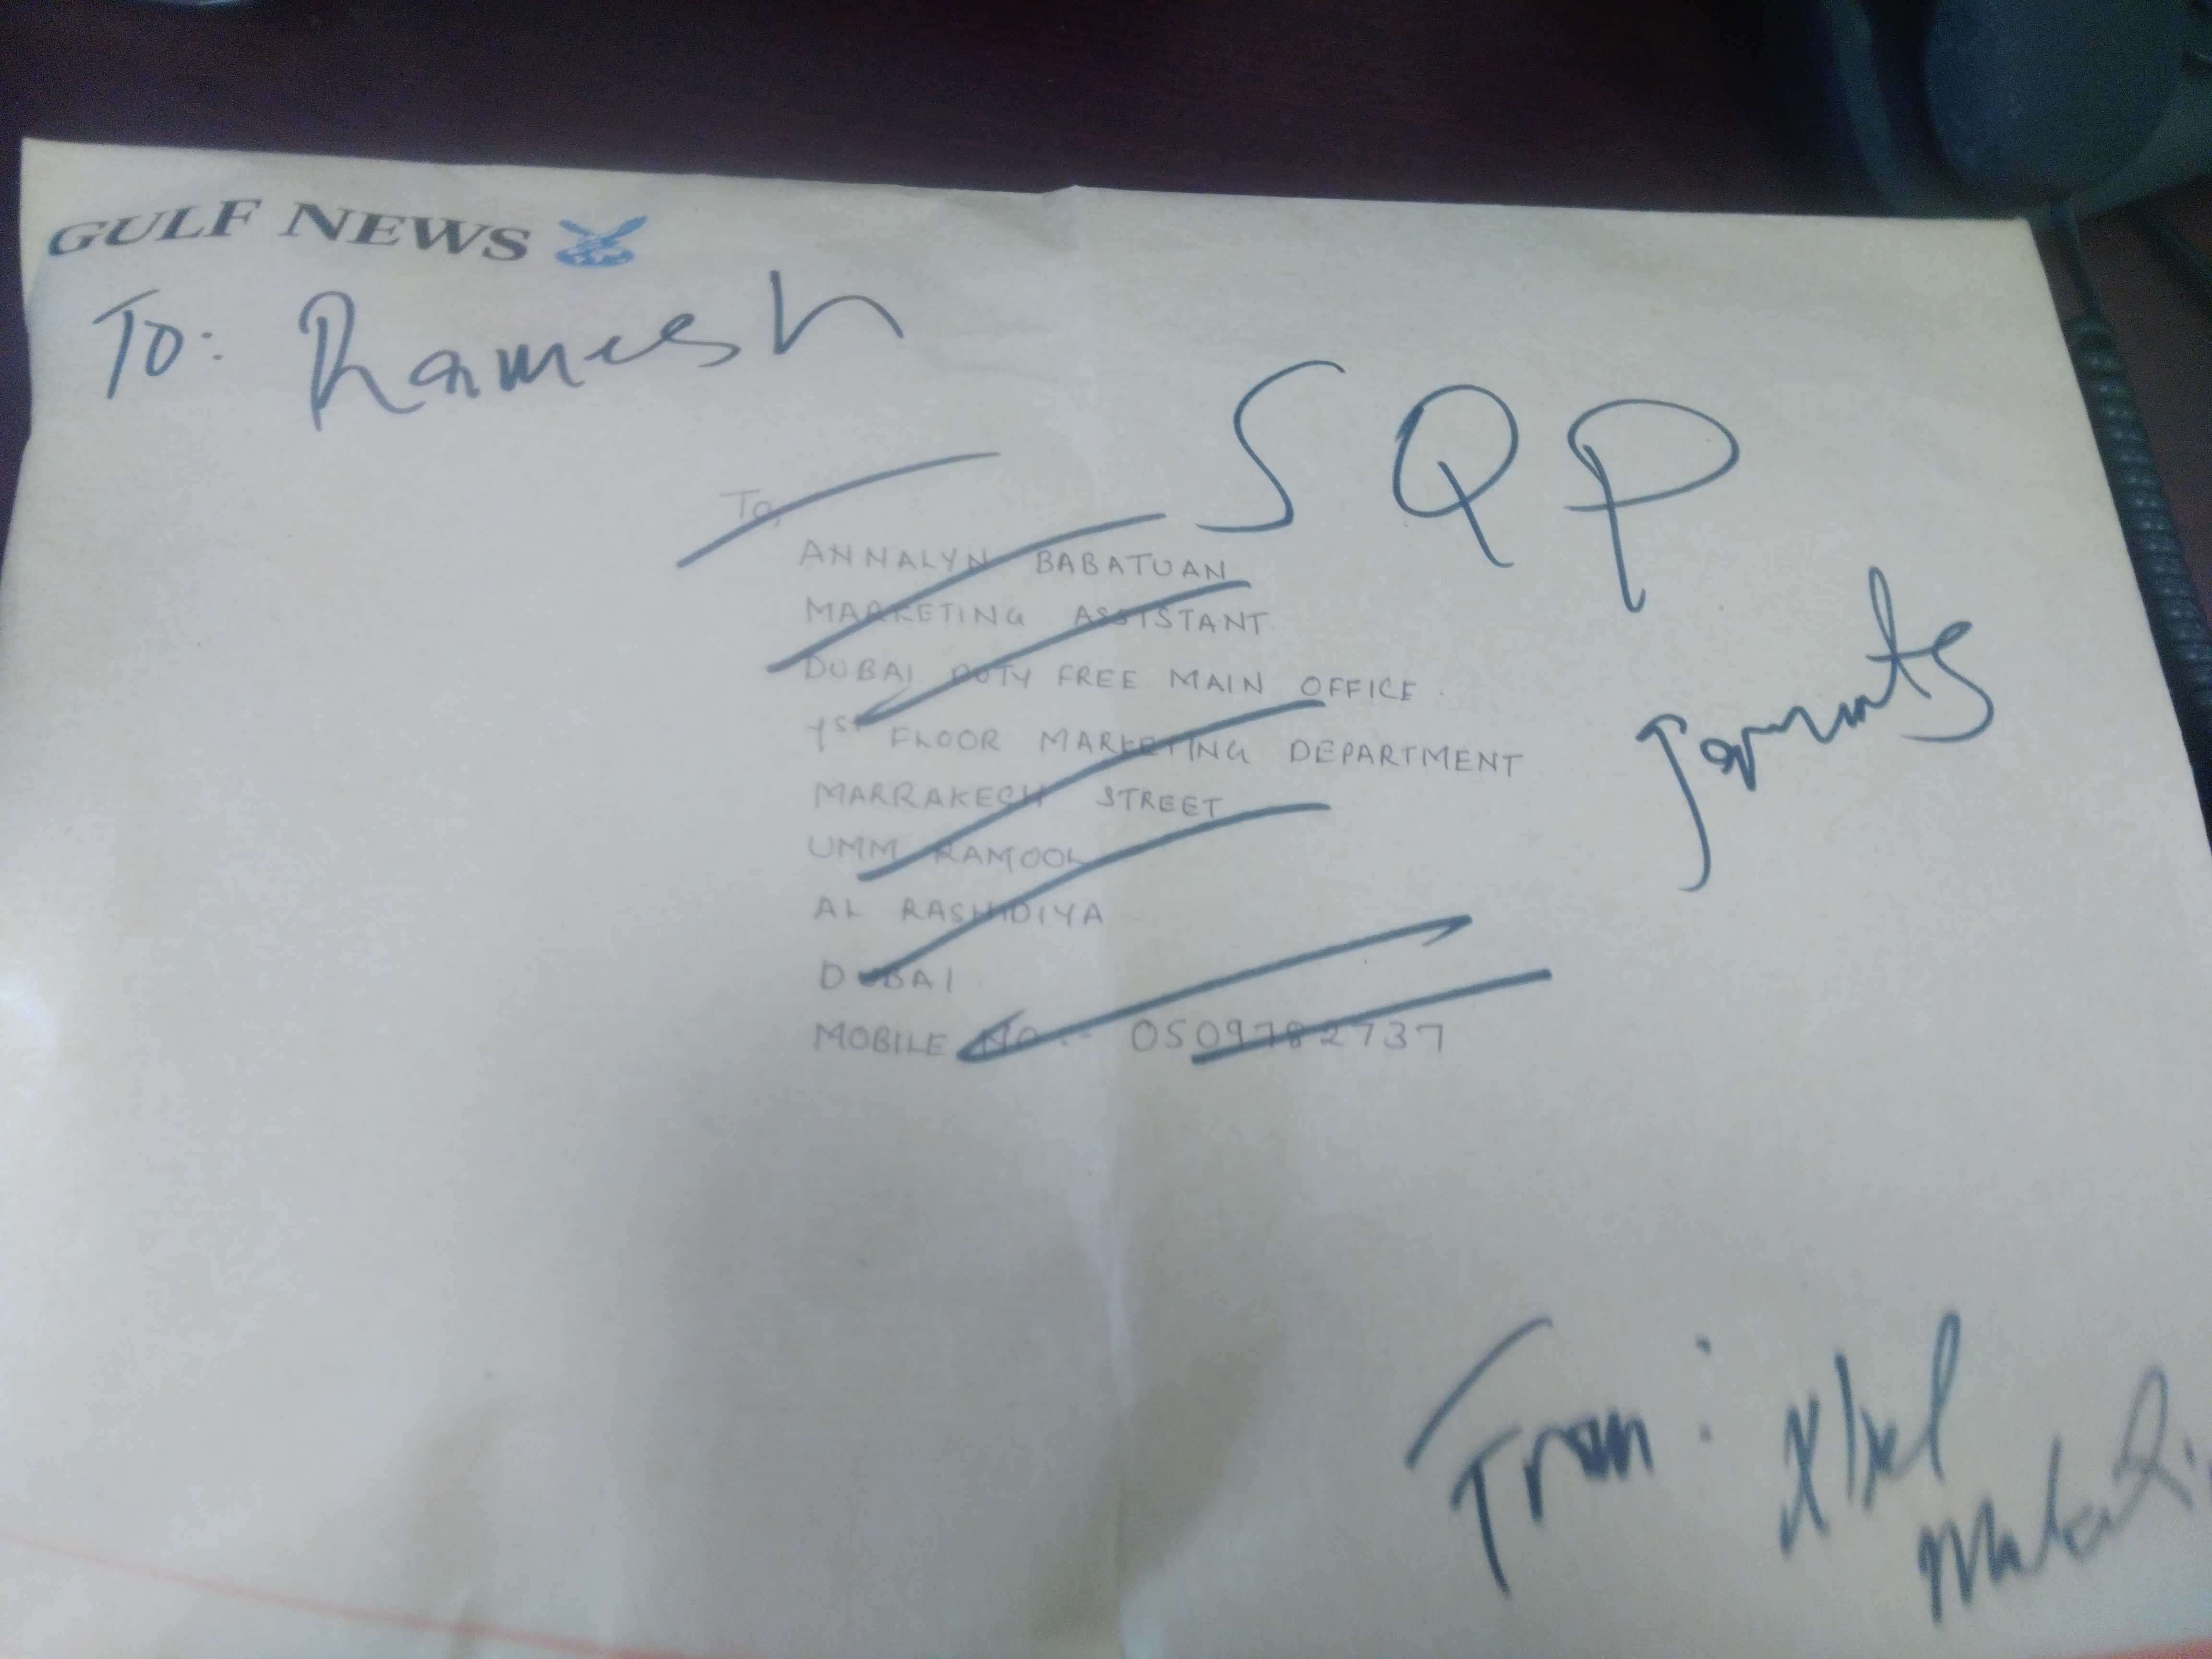 GULF NEWS
To: Ramesh
SQP
To,
ANNALYN BABATUAN
MARKETING ASSISTANT
DUBAI DUTY FREE MAIN OFFICE
1ST FLOOR MARKETING DEPARTMENT
MARRAKECH STREET
UMM RAMOOL
AL RASHIDIYA
DUBAI
MOBILE NO:- 0509782737
From: